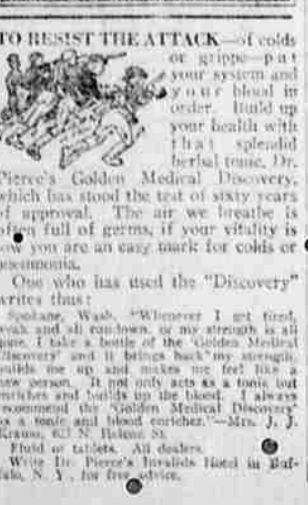 TO RESIST THE ATTACK—of colds
or grippe—put
your system and
your blood in
order. Build up
your health with
that splendid
herbal tonic, Dr.
Pierce's Golden Medical Discovery,
which has stood the test of sixty years
of approval. The air we breathe is
often full of germs, if your vitality is
low you are an easy mark for colds or
pneumonia.
One who has used the "Discovery"
writes thus:
Spokane, Wash. "Whenever I get tired,
weak and all rundown, or my strength is all
gone, I take a bottle of the 'Golden Medical
Discovery' and it brings back my strength,
builds me up and makes me feel like a
new person. It not only acts as a tonic but
enriches and builds up the blood. I always
recommend the 'Golden Medical Discovery'
as a tonic and blood enricher."—Mrs. J. J.
Krauso, N. St.
Fluid or tablets. All dealers.
Write Dr. Pierce's Invalids Hotel in Buf-
falo, N. Y., for free advice.